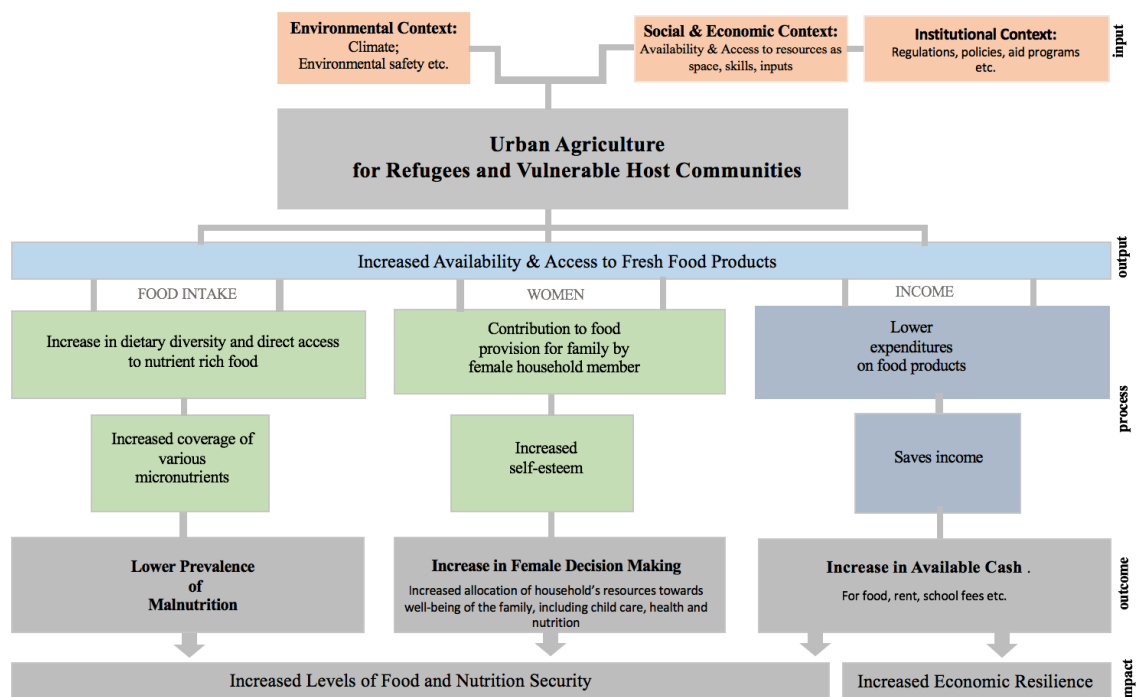 Environmental Context:
Climate;
Environmental safety etc.
Social & Economic Context:
Availability & Access to resources as
space, skills, inputs
Institutional Context:
Regulations, policies, aid programs
etc.
input
Urban Agriculture
for Refugees and Vulnerable Host Communities
output
Increased Availability & Access to Fresh Food Products
FOOD INTAKE
WOMEN
INCOME
Increase in dietary diversity and direct access
to nutrient rich food
Contribution to food
provision for family by
female household member
Lower
expenditures
on food products
process
Increased coverage of
various
micronutrients
Increased
self-esteem
Saves income
Lower Prevalence
of
Malnutrition
Increase in Female Decision Making
Increased allocation of household's resources towards
well-being of the family, including child care, health and
nutrition
Increase in Available Cash .
For food, rent, school fees etc.
outcome
Increased Levels of Food and Nutrition Security
Increased Economic Resilience
mpact